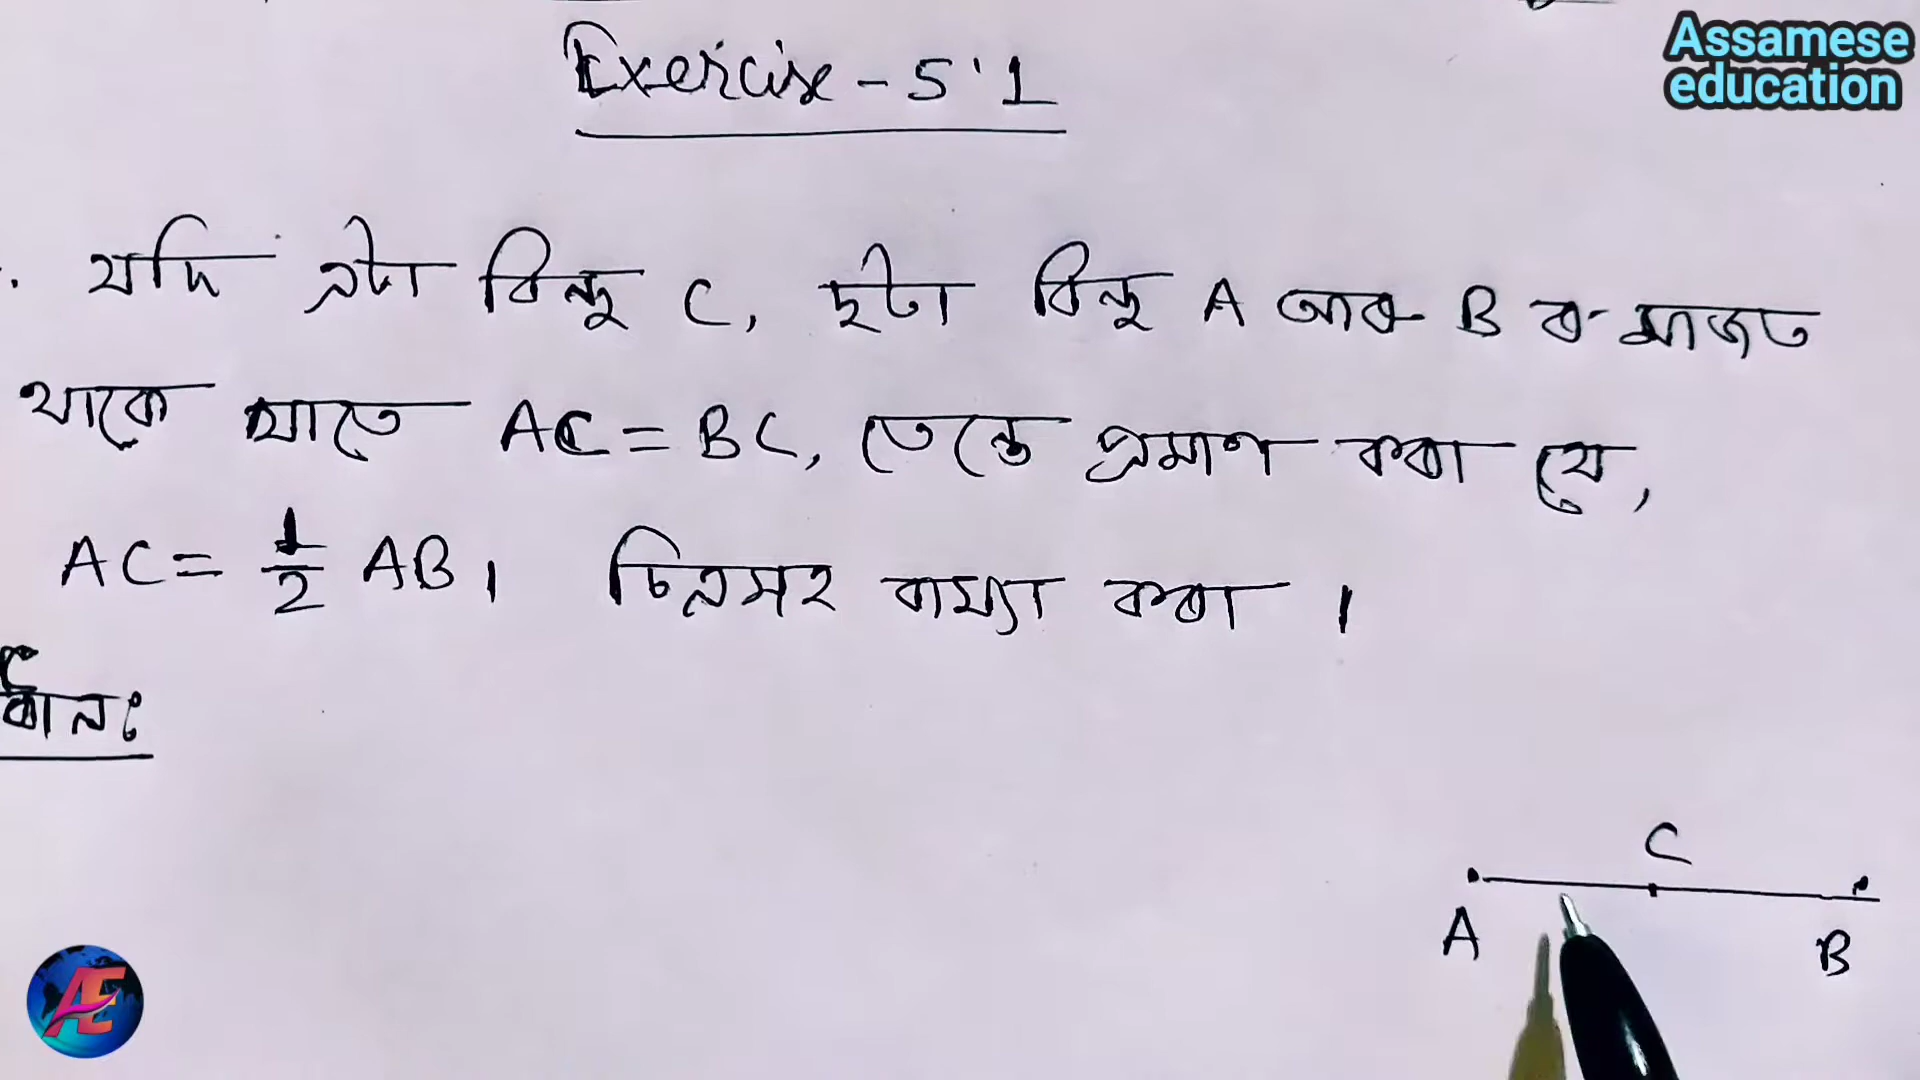 Assamese
education
Exercise - 5.1
. যদি এটা বিন্দু C, দুটা বিন্দু A আৰু B ৰ মাজত
থাকে যাতে AC = BC, তেন্তে প্ৰমাণ কৰা যে,
AC = 1/2 AB। চিত্ৰসহ ব্যাখ্যা কৰা ।
ধানঃ
C
A
B
AE